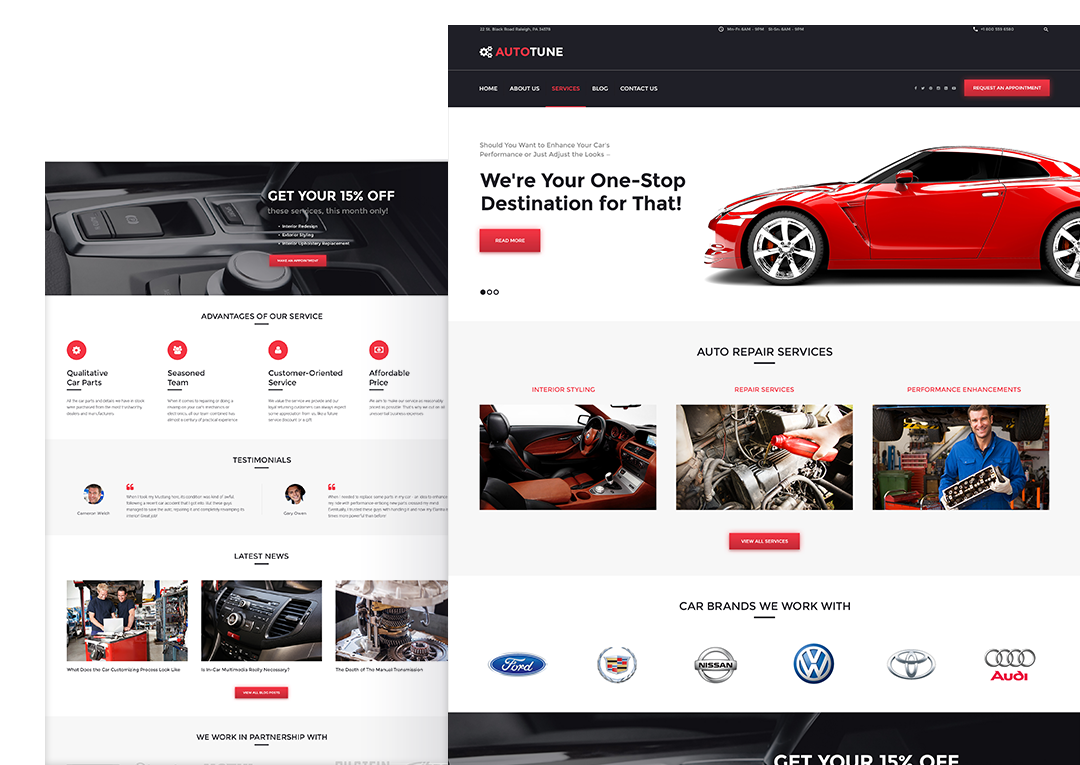 22 St. Black Road Raleigh, PA 34578
Mn-Fr: 8AM - 9PM St-Sn: 8AM - 3PM
AUTOTUNE
HOME
ABOUT US
SERVICES
BLOG
CONTACT US
REQUEST AN APPOINTMENT
Should You Want to Enhance Your Car's
Performance or Just Adjust the Looks –
We're Your One-Stop
Destination for That!
READ MORE
AUTO REPAIR SERVICES
INTERIOR STYLING
REPAIR SERVICES
PERFORMANCE ENHANCEMENTS
VIEW ALL SERVICES
CAR BRANDS WE WORK WITH
Ford
NISSAN
Audi
GET YOUR 15% OFF
GET YOUR 15% OFF
these services, this month only!
• Interior Redesign
• Exterior Styling
• Interior Upholstery Replacement
MAKE AN APPOINTMENT
ADVANTAGES OF OUR SERVICE
Qualitative
Car Parts
All the car parts and details we have in stock
were purchased from the most trustworthy
dealers and manufacturers.
Seasoned
Team
When it comes to repairing or doing a
revamp on your car's mechanics or
electronics, all our team combined has
almost a century of practical experience
Customer-Oriented
Service
We value the service we provide and our
loyal returning customers can always expect
some appreciation from us, like a future
service discount or a gift
Affordable
Price
We aim to make our service as reasonably
priced as possible. That's why we cut on all
unessential business expenses
TESTIMONIALS
Cameron Walsh
When I took my Mustang here, its condition was kind of awful
following a recent car accident that I got into. But these guys
managed to save the auto, repairing it and completely revamping its
interior! Great job!
Gary Owen
When I needed to replace some parts in my car - an idea to enhance
my ride with performance-enhancing new parts crossed my mind!
Eventually, I trusted these guys with handling it and now my
times more powerful than before!
LATEST NEWS
What Does the Car Customizing Process Look Like
Is In-Car Multimedia Really Necessary?
The Depth of The Manual Transmission
VIEW ALL BLOG POSTS
WE WORK IN PARTNERSHIP WITH